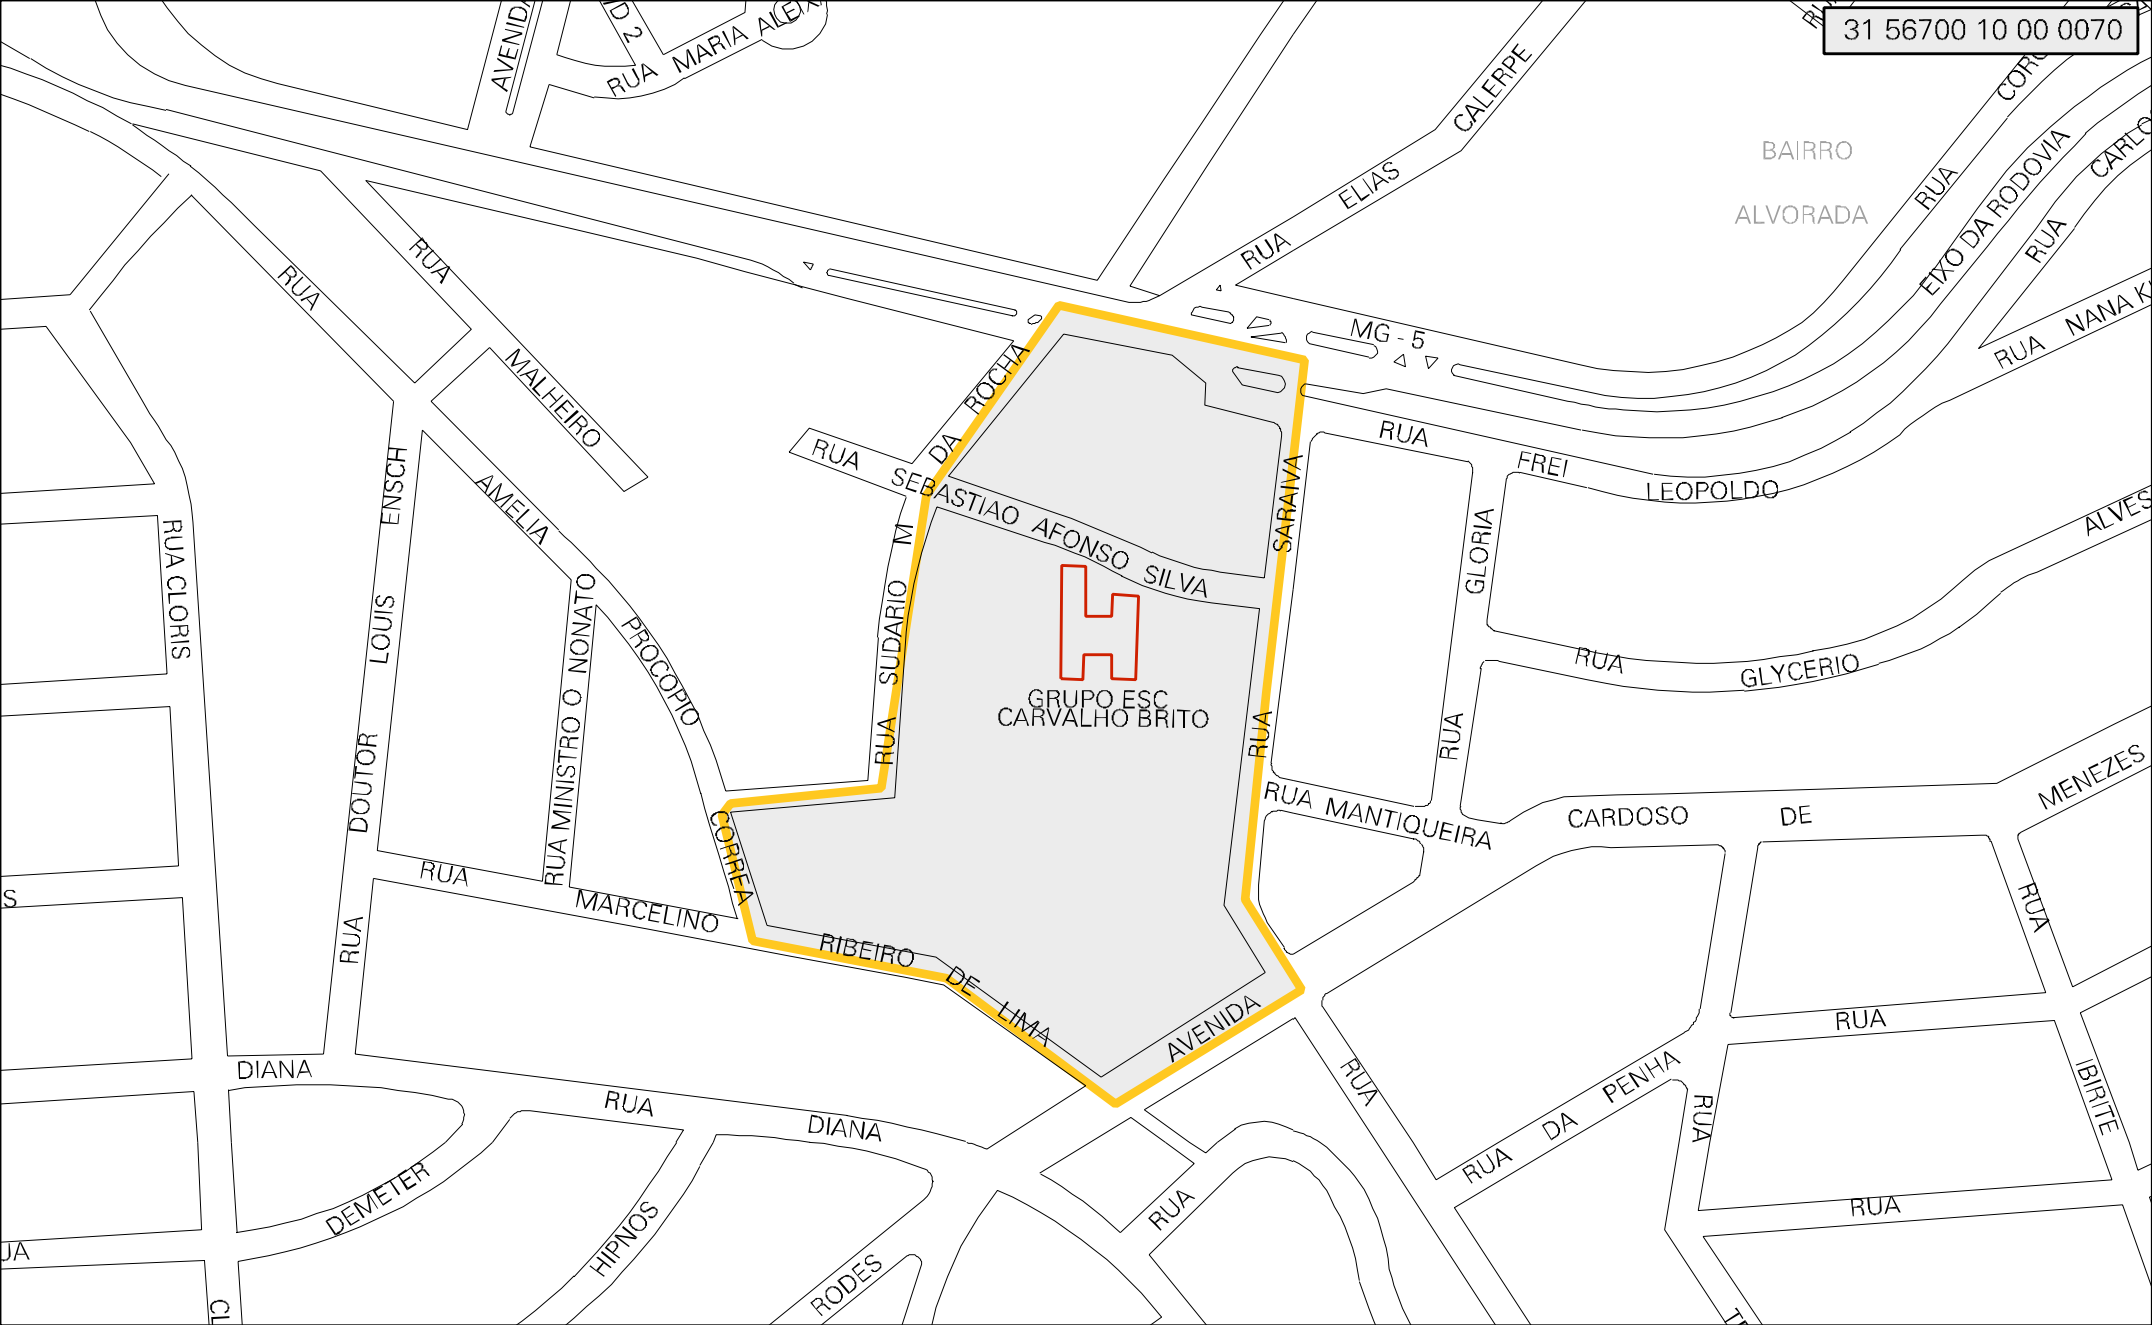 31 56700 10 00 0070
AVENIDA
RUA MARIA ALEIX
RUA CALERPE
RUA ELIAS
BAIRRO
ALVORADA
RUA
EIXO DA RODOVIA
RUA
RUA NANA
MG - 5
RUA
MALHEIRO
RUA
AMELIA
PROCOPIO
CORREA
RUA SUDARIO M DA ROCHA
RUA SEBASTIAO AFONSO SILVA
RUA SARAIVA
RUA FREI LEOPOLDO
RUA GLORIA
ALVES
RUA GLYCERIO
RUA CLORIS
RUA DOUTOR LOUIS ENSCH
RUA MINISTRO O NONATO
GRUPO ESC
CARVALHO BRITO
RUA MANTIQUEIRA
CARDOSO DE
MENEZES
RUA MARCELINO RIBEIRO DE LIMA
AVENIDA
RUA
IBIRITE
RUA
DIANA
RUA DIANA
DEMETER
HIPNOS
RODES
RUA
RUA
RUA DA PENHA
RUA
RUA